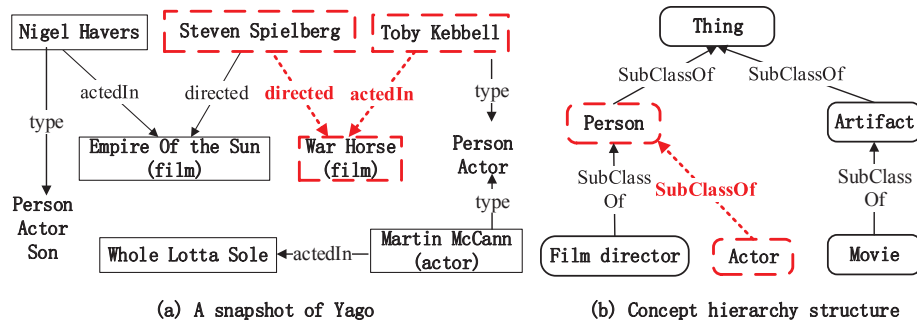 Nigel Havers
Steven Spielberg
Toby Kebbell
actedIn
directed
directed
actedIn
type
type
Empire Of the Sun
(film)
War Horse
(film)
Person
Actor
Person
Actor
Son
type
Whole Lotta Sole
actedIn
Martin McCann
(actor)
(a) A snapshot of Yago
Thing
SubClassOf
SubClassOf
Person
Artifact
SubClass
Of
SubClassOf
SubClass
Of
Film director
Actor
Movie
(b) Concept hierarchy structure